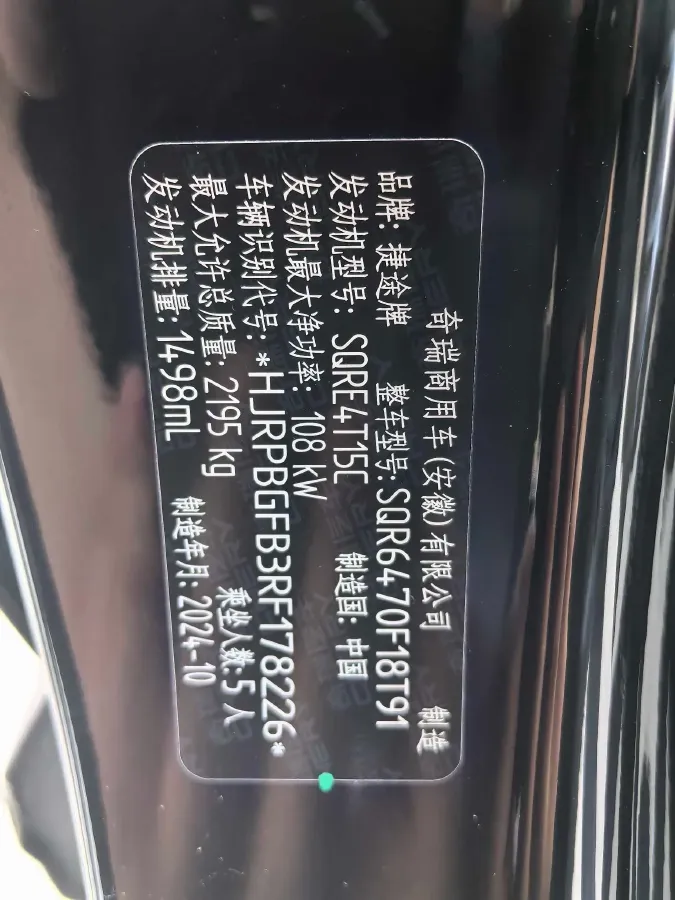 奇瑞商用车(安徽)有限公司 制造
品牌: 捷途牌 整车型号:SQR6470F18T91
发动机型号: SQRE4T15C 制造国: 中国
发动机最大净功率: 108 kW
车辆识别代号:*HJRPBGFB3RF178226*
最大允许总质量: 2195 kg 乘坐人数:5 人
发动机排量:1498mL 制造年月:2024-10